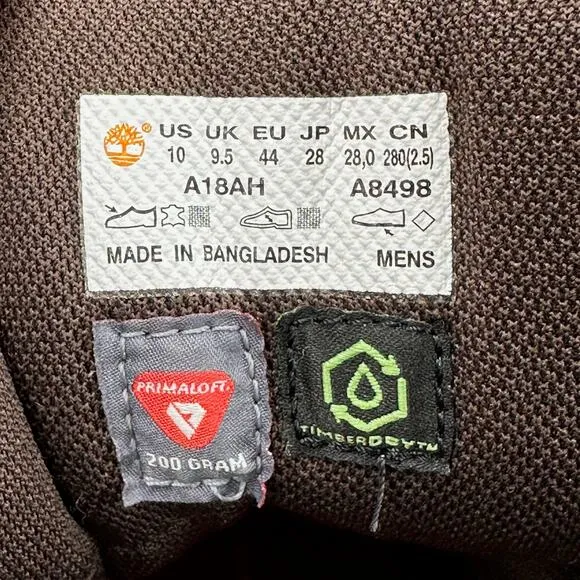 ® US UK EU JP MX CN
10 9.5 44 28 28,0 280(2.5)
A18AH A8498
MADE IN BANGLADESH MENS
PRIMALOFT®
200 GRAM
TIMBERDRY™